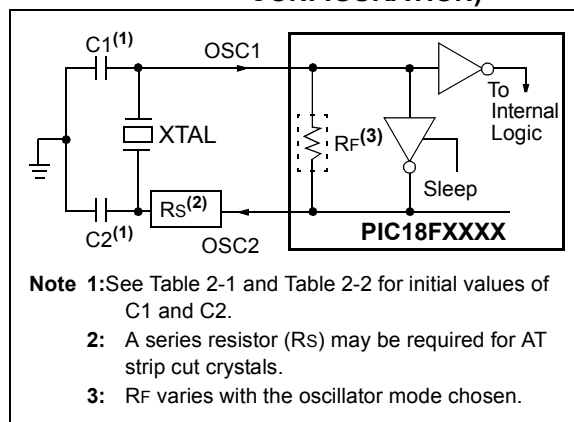 CONFIGURATION)
C1(1)
OSC1
To
Internal
Logic
XTAL
RF(3)
Sleep
RS(2)
C2(1)
OSC2
PIC18FXXXX
Note 1:See Table 2-1 and Table 2-2 for initial values of
C1 and C2.
2: A series resistor (RS) may be required for AT
strip cut crystals.
3: RF varies with the oscillator mode chosen.